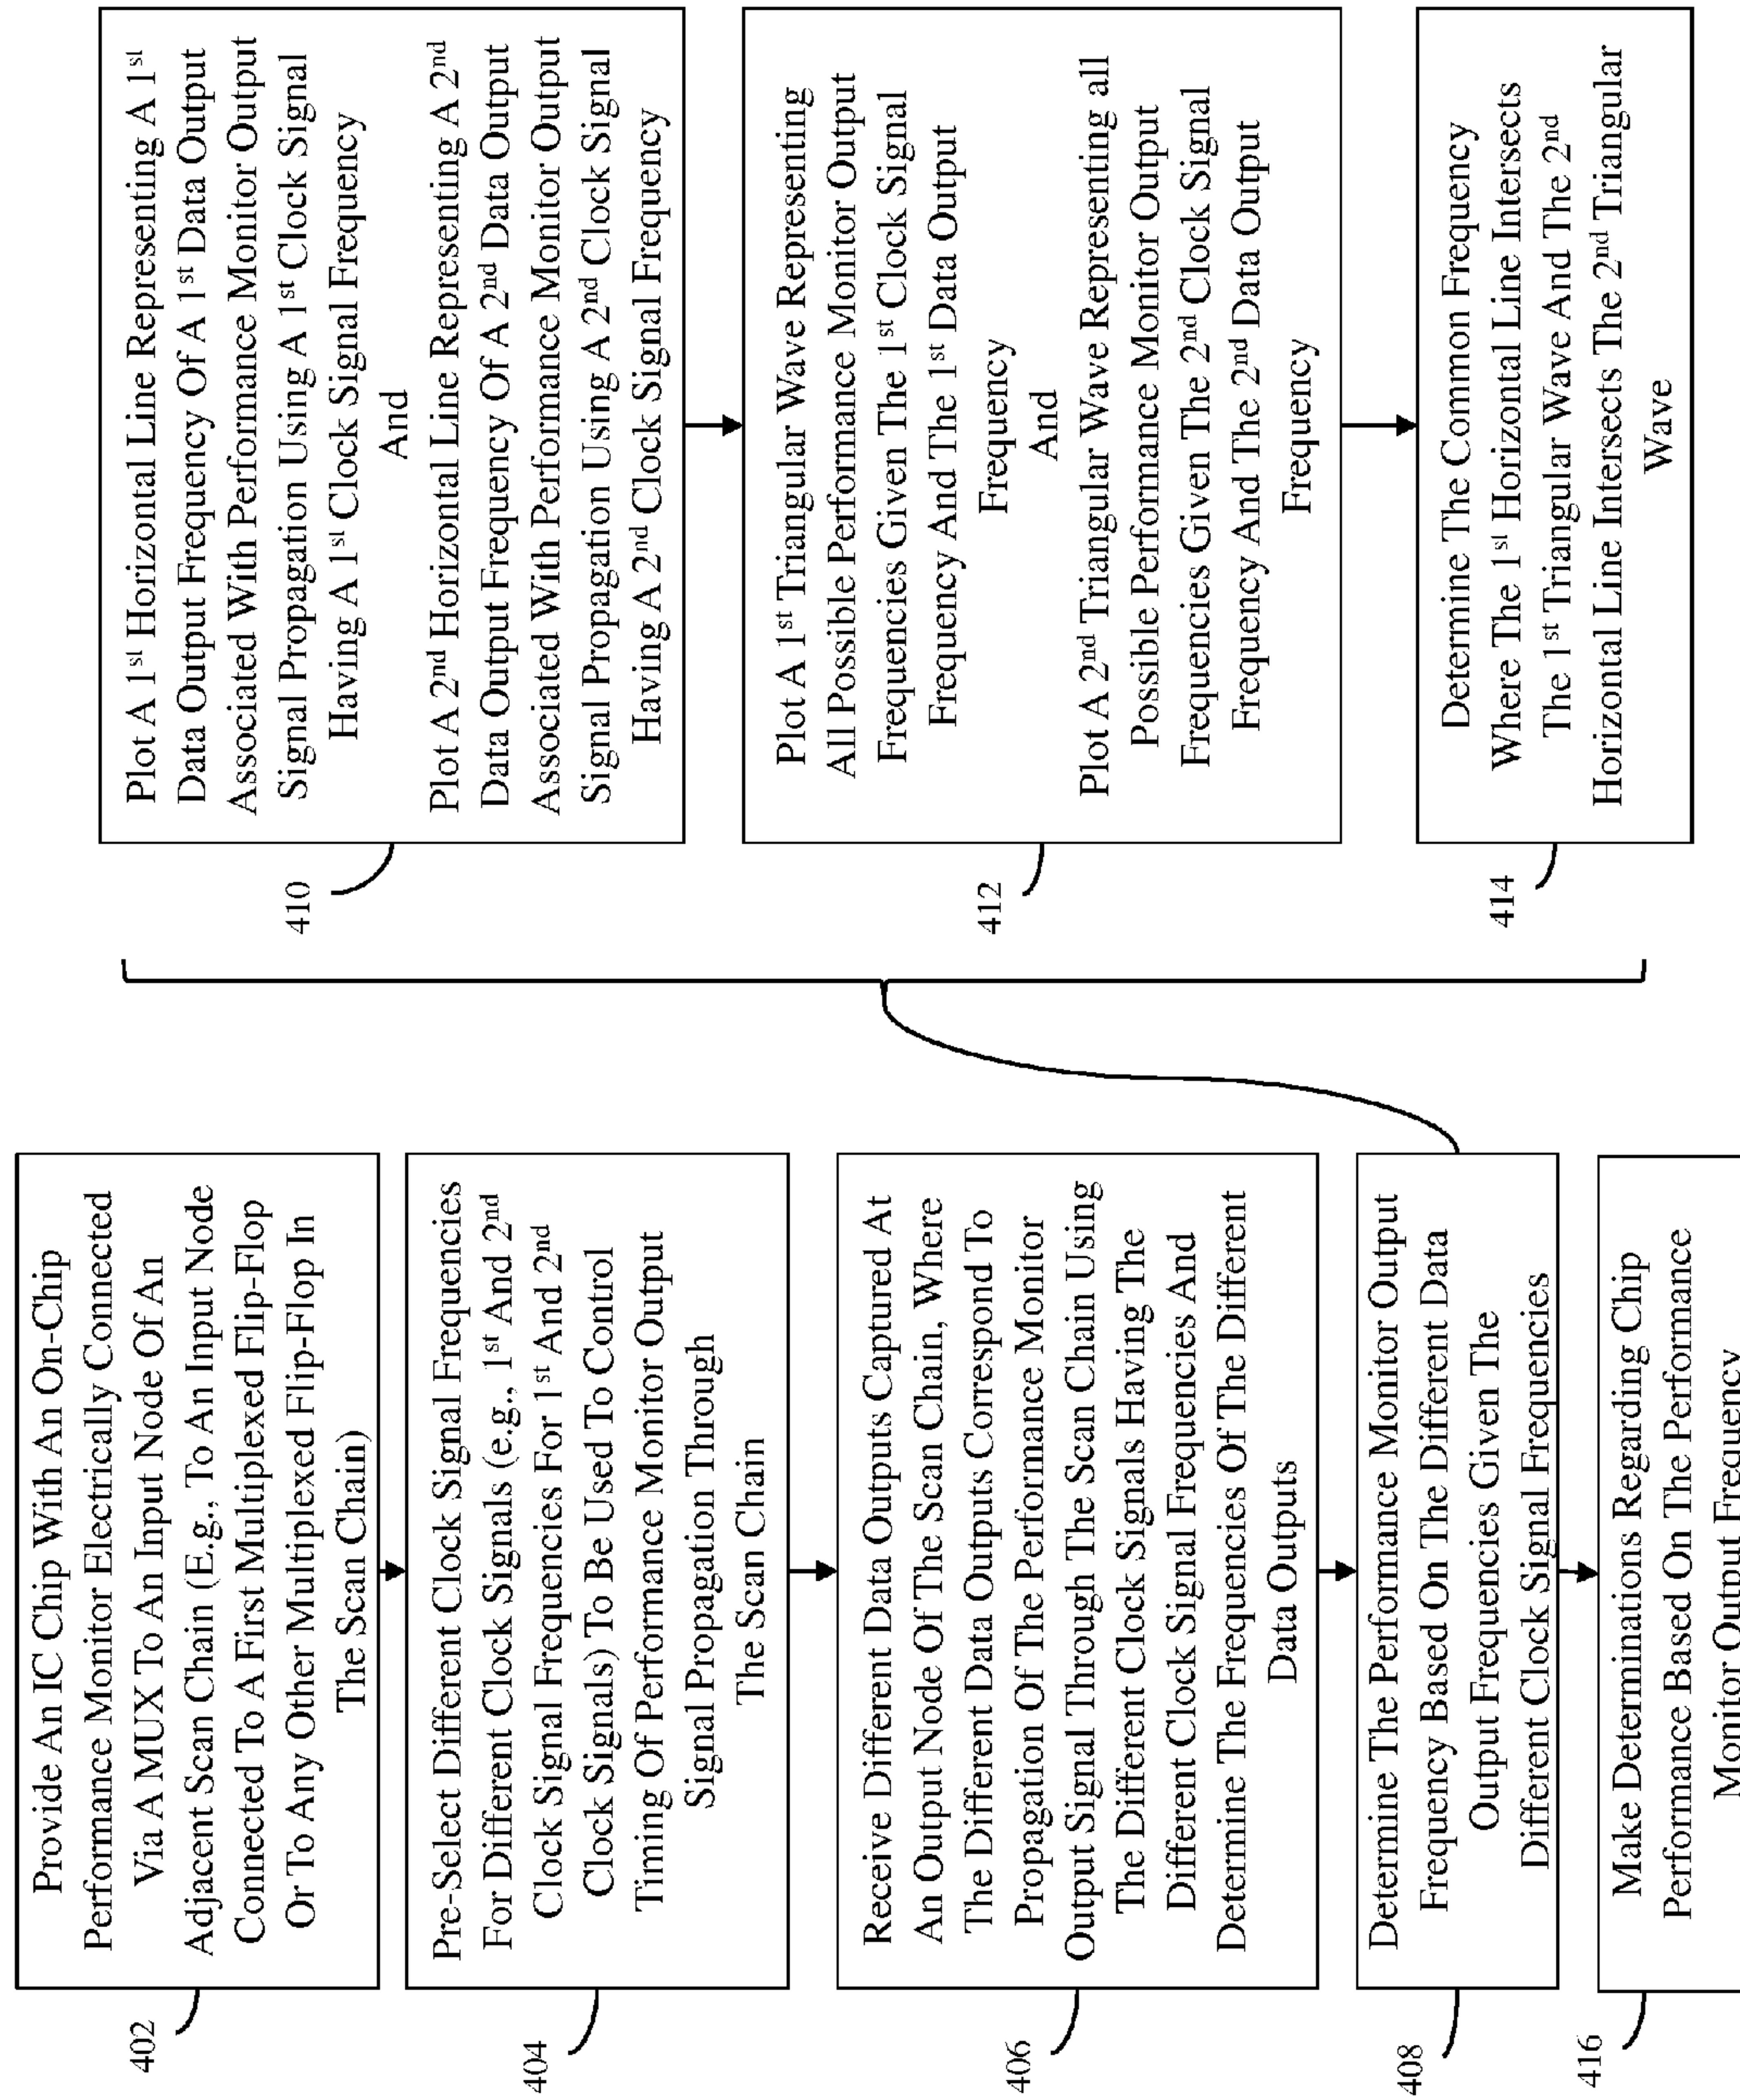 402
Provide An IC Chip With An On-Chip
Performance Monitor Electrically Connected
Via A MUX To An Input Node Of An
Adjacent Scan Chain (E.g., To An Input Node
Connected To A First Multiplexed Flip-Flop
Or To Any Other Multiplexed Flip-Flop In
The Scan Chain)
404
Pre-Select Different Clock Signal Frequencies
For Different Clock Signals (e.g., 1st And 2nd
Clock Signal Frequencies For 1st And 2nd
Clock Signals) To Be Used To Control
Timing Of Performance Monitor Output
Signal Propagation Through
The Scan Chain
406
Receive Different Data Outputs Captured At
An Output Node Of The Scan Chain, Where
The Different Data Outputs Correspond To
Propagation Of The Performance Monitor
Output Signal Through The Scan Chain Using
The Different Clock Signals Having The
Different Clock Signal Frequencies And
Determine The Frequencies Of The Different
Data Outputs
408
Determine The Performance Monitor Output
Frequency Based On The Different Data
Output Frequencies Given The
Different Clock Signal Frequencies
416
Make Determinations Regarding Chip
Performance Based On The Performance
Monitor Output Frequency
410
Plot A 1st Horizontal Line Representing A 1st
Data Output Frequency Of A 1st Data Output
Associated With Performance Monitor Output
Signal Propagation Using A 1st Clock Signal
Having A 1st Clock Signal Frequency
And
Plot A 2nd Horizontal Line Representing A 2nd
Data Output Frequency Of A 2nd Data Output
Associated With Performance Monitor Output
Signal Propagation Using A 2nd Clock Signal
Having A 2nd Clock Signal Frequency
412
Plot A 1st Triangular Wave Representing
All Possible Performance Monitor Output
Frequencies Given The 1st Clock Signal
Frequency And The 1st Data Output
Frequency
And
Plot A 2nd Triangular Wave Representing all
Possible Performance Monitor Output
Frequencies Given The 2nd Clock Signal
Frequency And The 2nd Data Output
Frequency
414
Determine The Common Frequency
Where The 1st Horizontal Line Intersects
The 1st Triangular Wave And The 2nd
Horizontal Line Intersects The 2nd Triangular
Wave